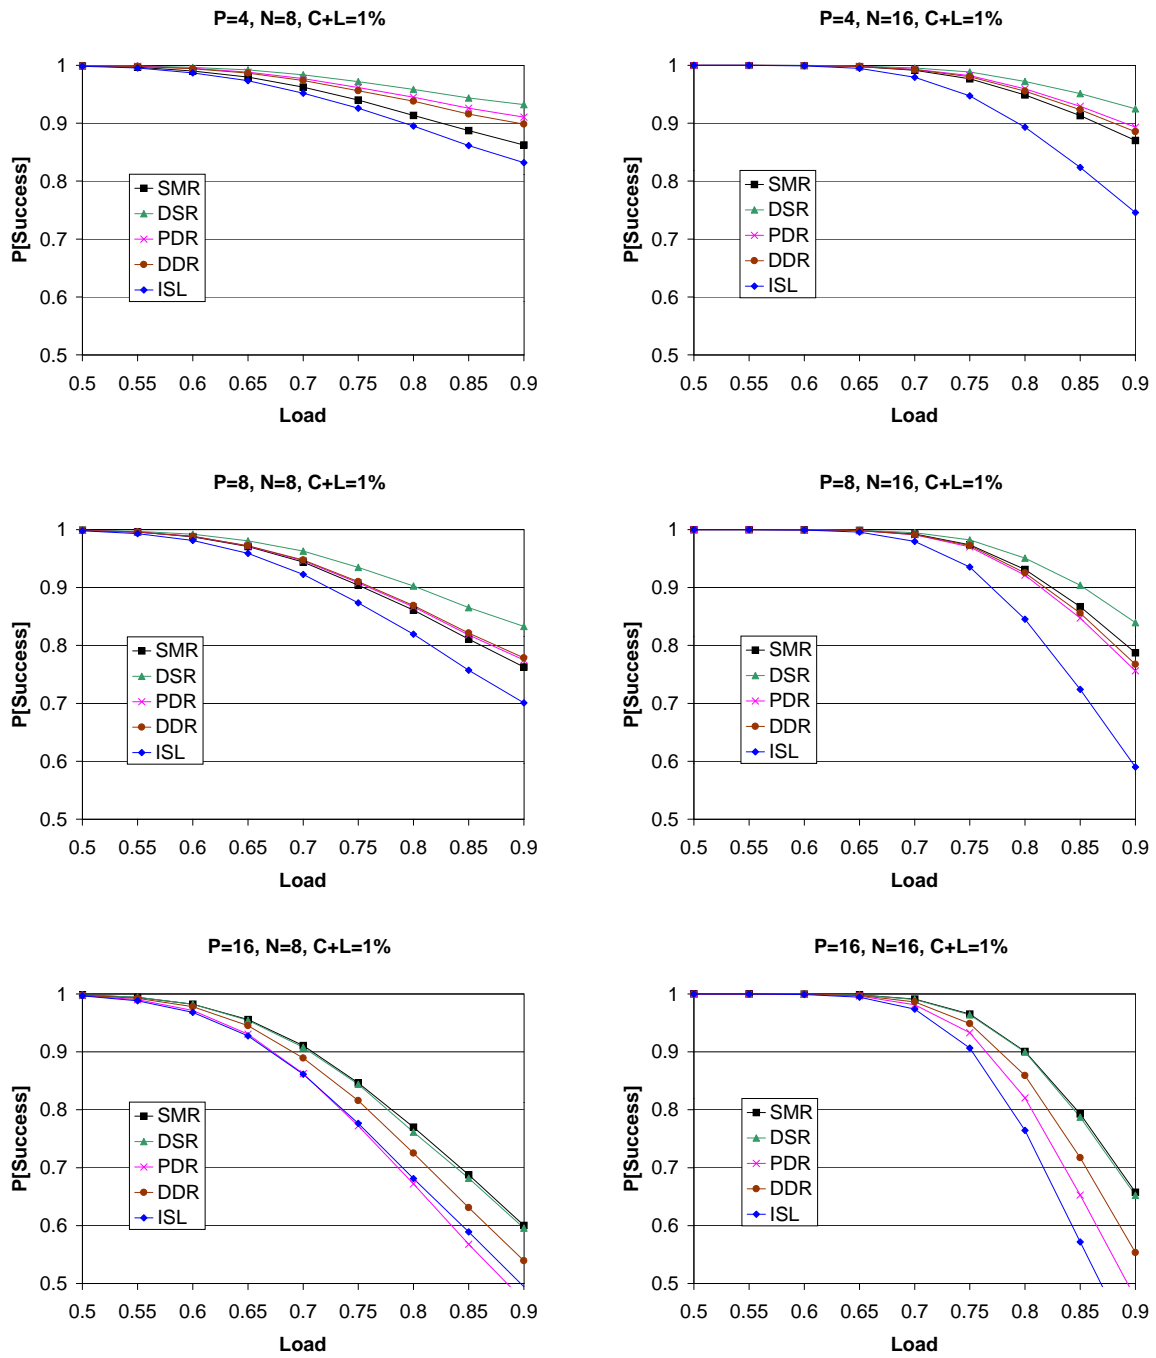 P=4, N=8, C+L=1%
1
0.9
0.8
0.7
0.6
0.5
P[Success]
SMR
DSR
PDR
DDR
ISL
0.5 0.55 0.6 0.65 0.7 0.75 0.8 0.85 0.9
Load
P=4, N=16, C+L=1%
1
0.9
0.8
0.7
0.6
0.5
P[Success]
SMR
DSR
PDR
DDR
ISL
0.5 0.55 0.6 0.65 0.7 0.75 0.8 0.85 0.9
Load
P=8, N=8, C+L=1%
1
0.9
0.8
0.7
0.6
0.5
P[Success]
SMR
DSR
PDR
DDR
ISL
0.5 0.55 0.6 0.65 0.7 0.75 0.8 0.85 0.9
Load
P=8, N=16, C+L=1%
1
0.9
0.8
0.7
0.6
0.5
P[Success]
SMR
DSR
PDR
DDR
ISL
0.5 0.55 0.6 0.65 0.7 0.75 0.8 0.85 0.9
Load
P=16, N=8, C+L=1%
1
0.9
0.8
0.7
0.6
0.5
P[Success]
SMR
DSR
PDR
DDR
ISL
0.5 0.55 0.6 0.65 0.7 0.75 0.8 0.85 0.9
Load
P=16, N=16, C+L=1%
1
0.9
0.8
0.7
0.6
0.5
P[Success]
SMR
DSR
PDR
DDR
ISL
0.5 0.55 0.6 0.65 0.7 0.75 0.8 0.85 0.9
Load